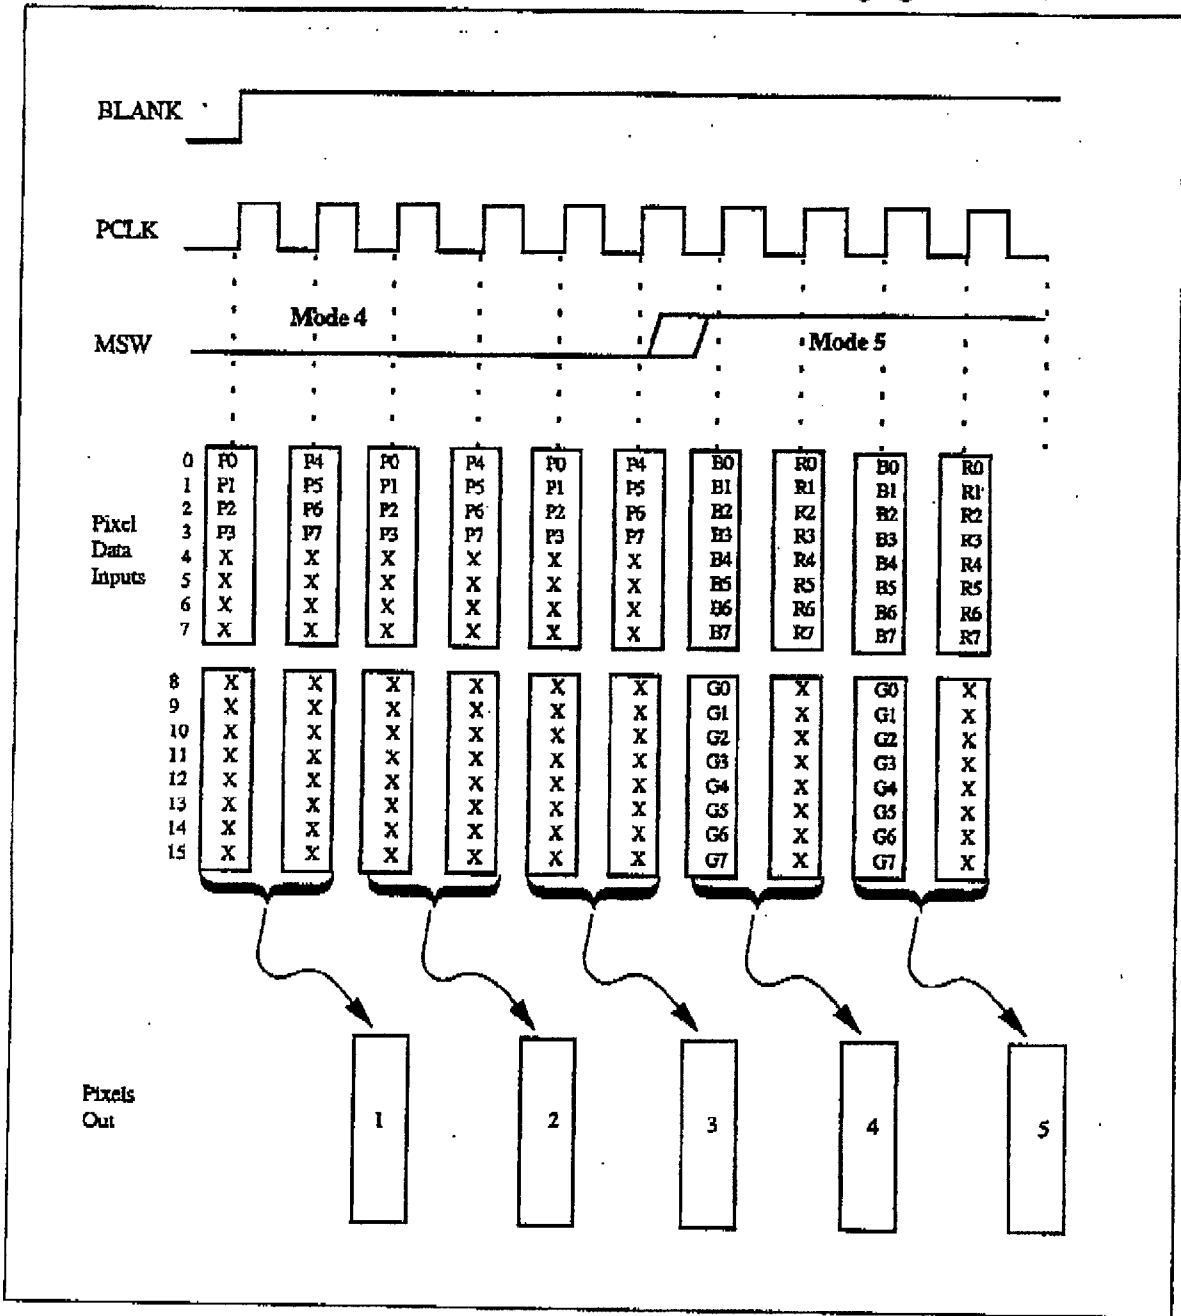 BLANK
PCLK
MSW
Mode 4
Mode 5
Pixel
Data
Inputs
0 P0 P4 P0 P4 P0 P4 B0 R0 B0 R0
1 P1 P5 P1 P5 P1 P5 B1 R1 B1 R1
2 P2 P6 P2 P6 P2 P6 B2 R2 B2 R2
3 P3 P7 P3 P7 P3 P7 B3 R3 B3 R3
4 X X X X X X B4 R4 B4 R4
5 X X X X X X B5 R5 B5 R5
6 X X X X X X B6 R6 B6 R6
7 X X X X X X B7 R7 B7 R7
8 X X X X X X G0 X G0 X
9 X X X X X X G1 X G1 X
10 X X X X X X G2 X G2 X
11 X X X X X X G3 X G3 X
12 X X X X X X G4 X G4 X
13 X X X X X X G5 X G5 X
14 X X X X X X G6 X G6 X
15 X X X X X X G7 X G7 X
Pixels
Out
1 2 3 4 5